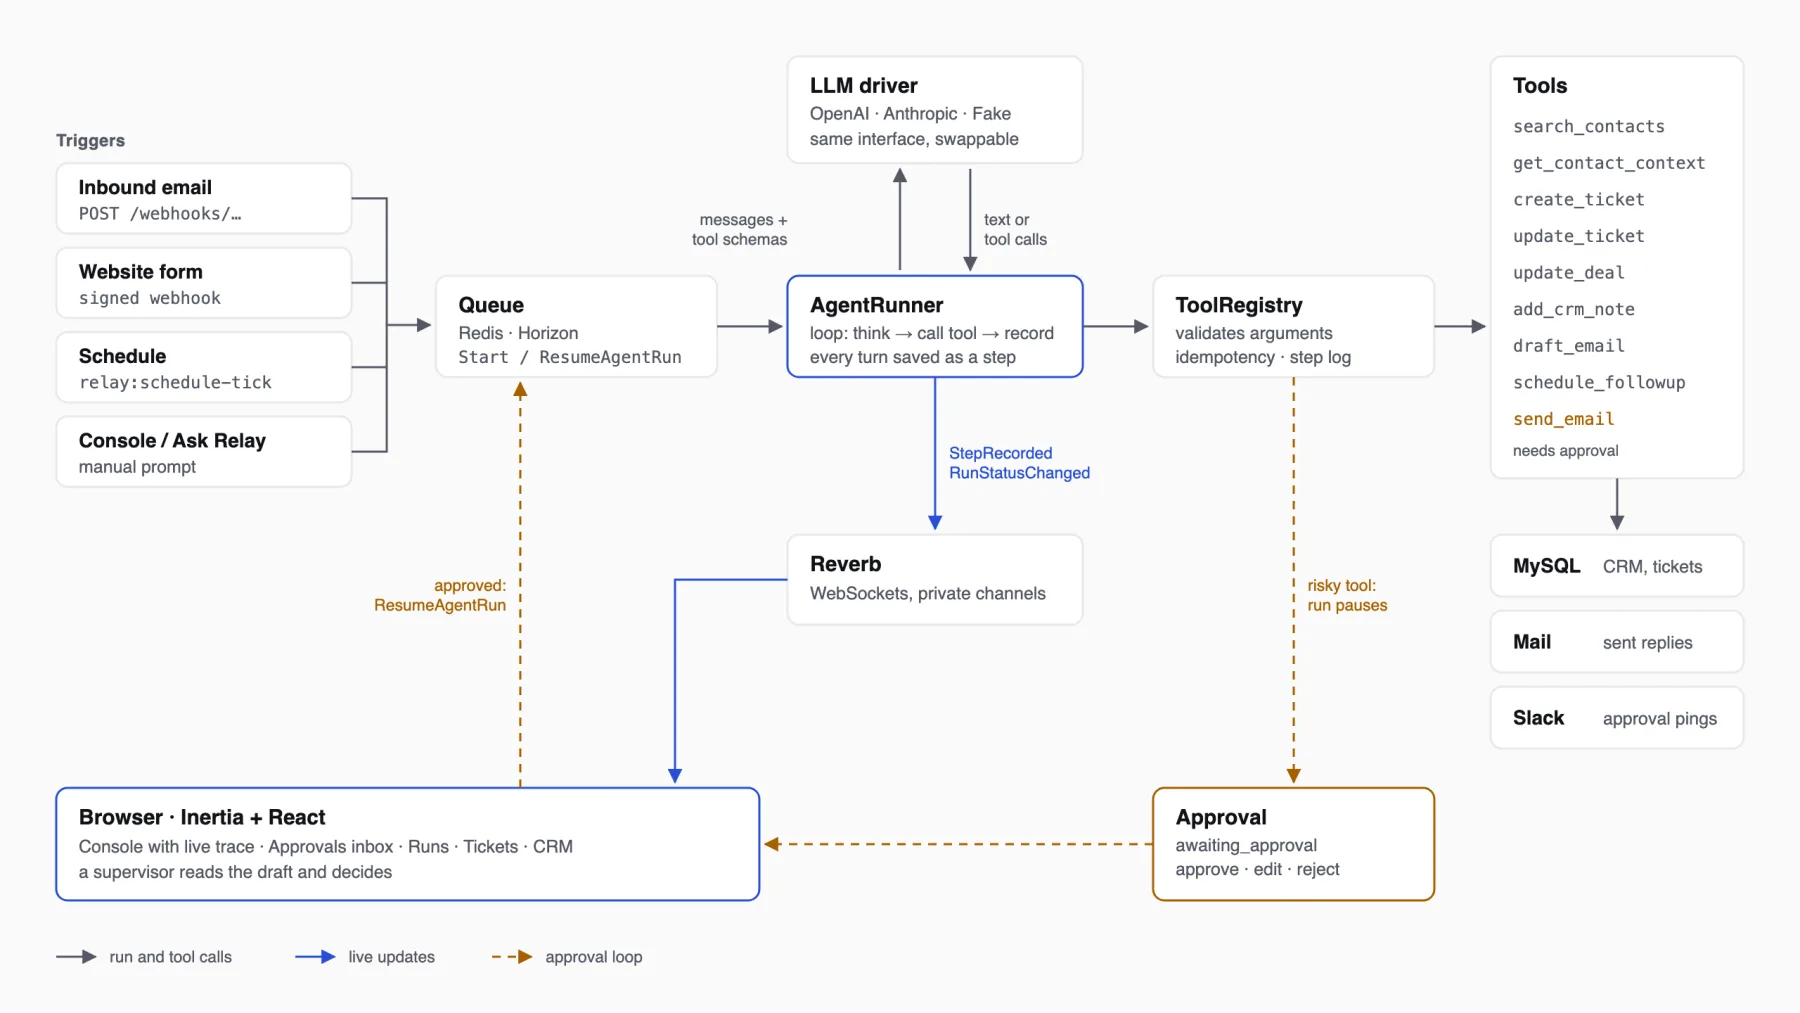 LLM driver
OpenAI · Anthropic · Fake
same interface, swappable
Tools
search_contacts
get_contact_context
create_ticket
update_ticket
update_deal
add_crm_note
draft_email
schedule_followup
send_email
needs approval
Triggers
Inbound email
POST /webhooks/…
Website form
signed webhook
Schedule
relay:schedule-tick
Console / Ask Relay
manual prompt
messages +
tool schemas
text or
tool calls
Queue
Redis · Horizon
Start / ResumeAgentRun
AgentRunner
loop: think → call tool → record
every turn saved as a step
ToolRegistry
validates arguments
idempotency · step log
StepRecorded
RunStatusChanged
Reverb
WebSockets, private channels
approved:
ResumeAgentRun
risky tool:
run pauses
MySQL CRM, tickets
Mail sent replies
Slack approval pings
Browser · Inertia + React
Console with live trace · Approvals inbox · Runs · Tickets · CRM
a supervisor reads the draft and decides
Approval
awaiting_approval
approve · edit · reject
run and tool calls
live updates
approval loop